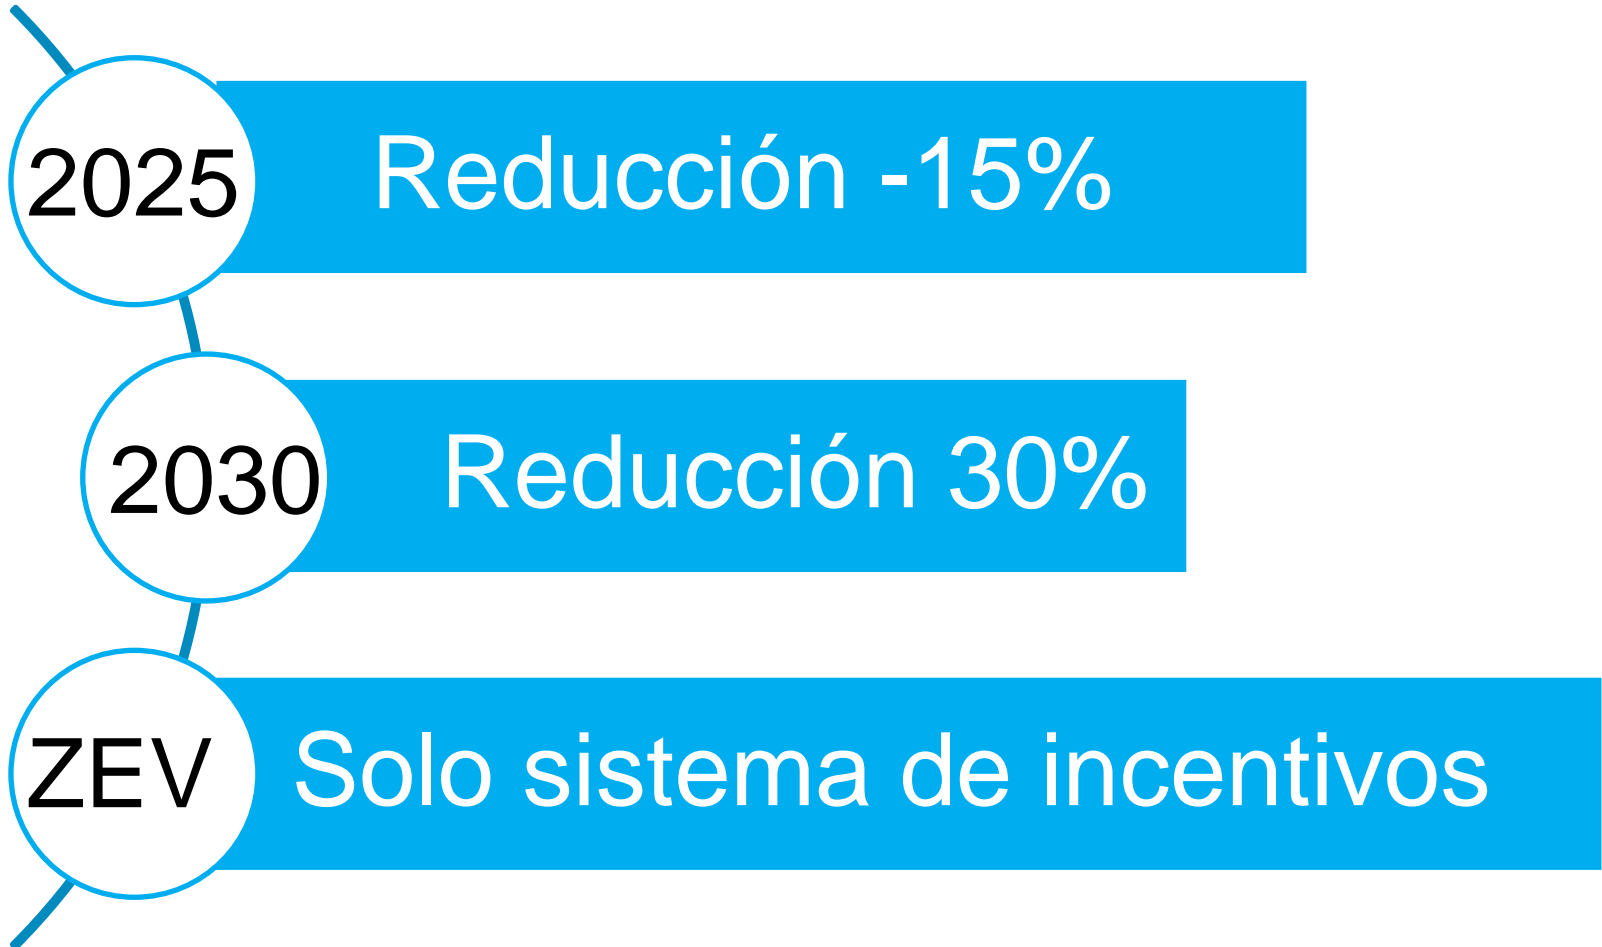 2025
Reducción -15%
2030
Reducción 30%
ZEV
Solo sistema de incentivos